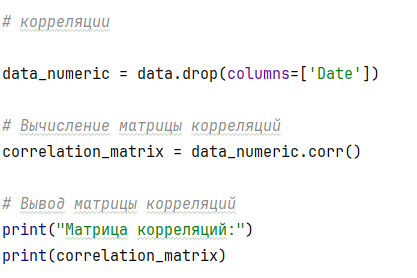 # корреляции
data_numeric = data.drop(columns=['Date'])
# Вычисление матрицы корреляций
correlation_matrix = data_numeric.corr()
# Вывод матрицы корреляций
print("Матрица корреляций:")
print(correlation_matrix)